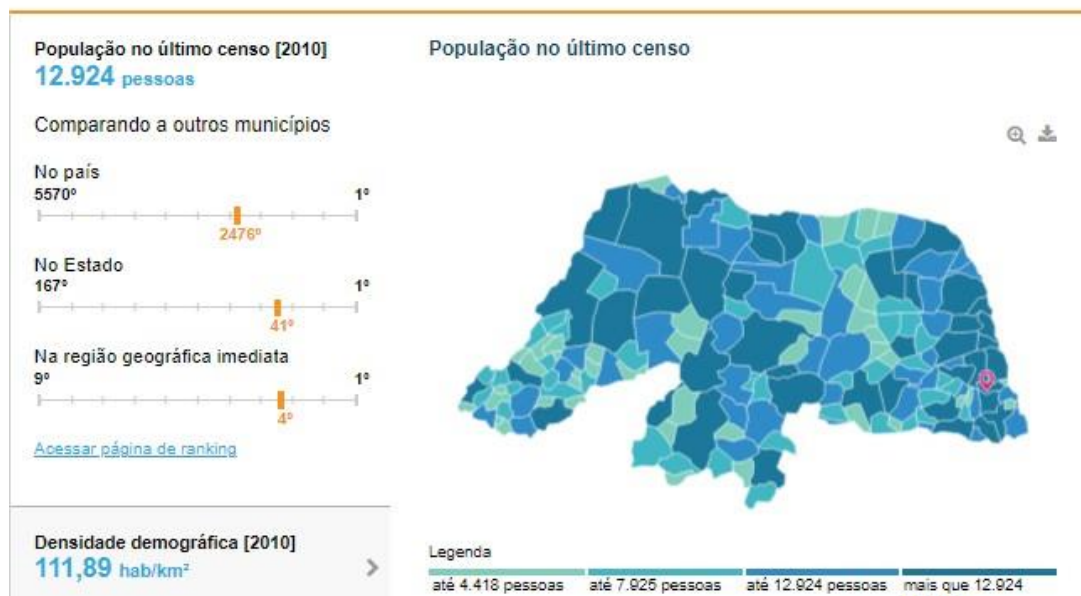 População no último censo [2010]
12.924 pessoas
Comparando a outros municípios
No país
5570º 1º
2476º
No Estado
167º 1º
41º
Na região geográfica imediata
9º 1º
4º
Acessar página de ranking
Densidade demográfica [2010]
111,89 hab/km²
População no último censo
Legenda
até 4.418 pessoas até 7.925 pessoas até 12.924 pessoas mais que 12.924